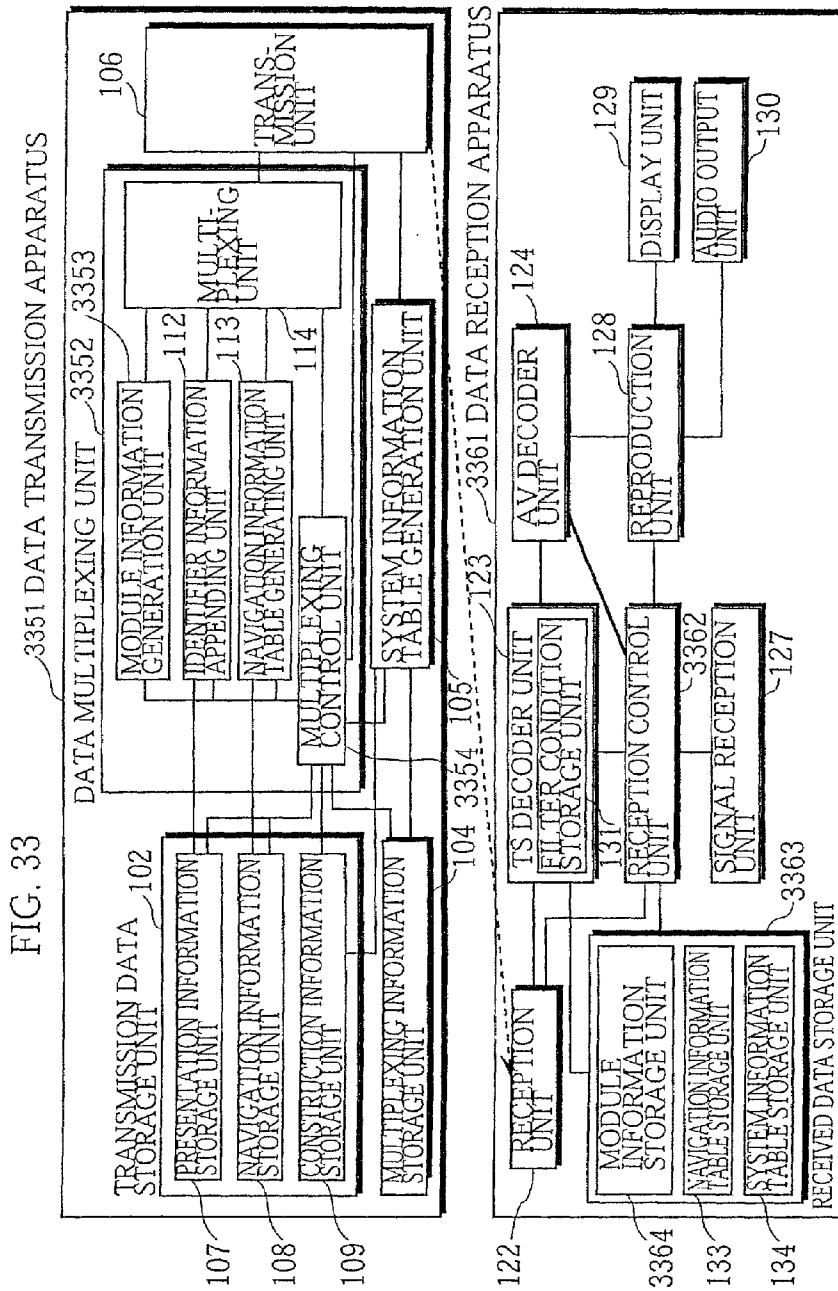 FIG. 33
3351 DATA TRANSMISSION APPARATUS
DATA MULTIPLEXING UNIT
3352
3353
106
TRANSMISSION DATA
STORAGE UNIT
102
PRESENTATION INFORMATION
STORAGE UNIT
107
NAVIGATION INFORMATION
STORAGE UNIT
108
CONSTRUCTION INFORMATION
STORAGE UNIT
109
MULTIPLEXING INFORMATION
STORAGE UNIT
104
MODULE INFORMATION
GENERATION UNIT
IDENTIFIER INFORMATION
APPENDING UNIT
112
NAVIGATION INFORMATION
TABLE GENERATING UNIT
113
MULTI-
PLEXING
UNIT
114
MULTIPLEXING
CONTROL UNIT
3354
SYSTEM INFORMATION
TABLE GENERATION UNIT
105
TRANS-
MISSION
UNIT
3361 DATA RECEPTION APPARATUS
RECEPTION
UNIT
122
TS DECODER UNIT
123
FILTER CONDITION
STORAGE UNIT
131
AV DECODER
UNIT
124
RECEPTION CONTROL
UNIT
3362
REPRODUCTION
UNIT
128
DISPLAY UNIT
129
AUDIO OUTPUT
UNIT
130
SIGNAL RECEPTION
UNIT
127
3363
MODULE
INFORMATION
STORAGE UNIT
3364
NAVIGATION INFORMATION
TABLE STORAGE UNIT
133
SYSTEM INFORMATION
TABLE STORAGE UNIT
134
RECEIVED DATA STORAGE UNIT